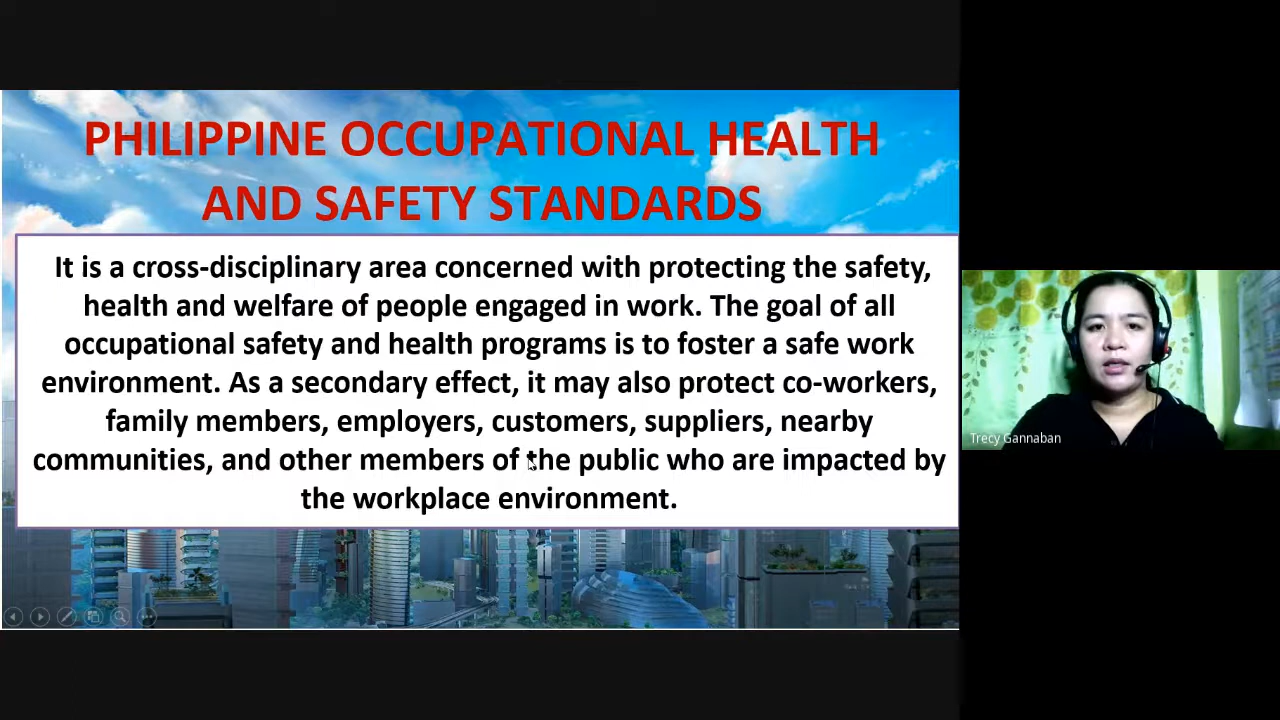 PHILIPPINE OCCUPATIONAL HEALTH
AND SAFETY STANDARDS
It is a cross-disciplinary area concerned with protecting the safety,
health and welfare of people engaged in work. The goal of all
occupational safety and health programs is to foster a safe work
environment. As a secondary effect, it may also protect co-workers,
family members, employers, customers, suppliers, nearby
communities, and other members of the public who are impacted by
the workplace environment.
Trecy Gannaban